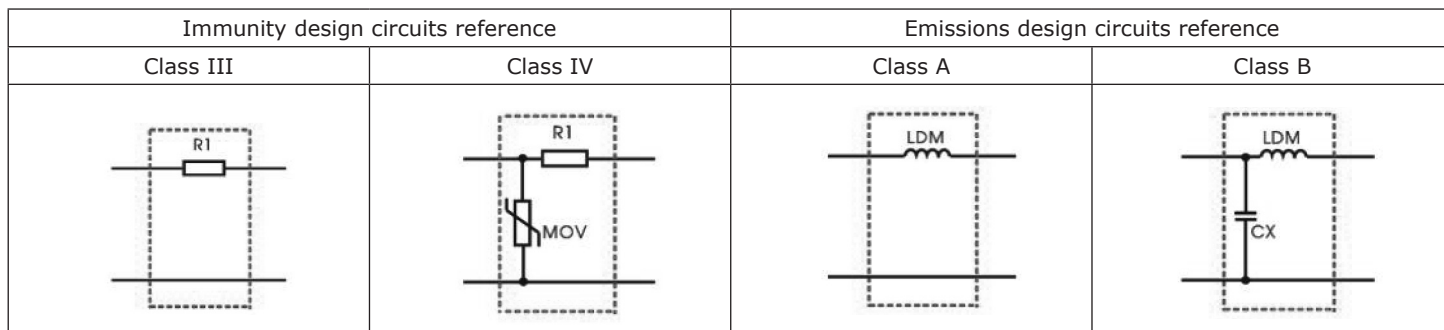 Immunity design circuits reference
Emissions design circuits reference
Class III
Class IV
Class A
Class B
R1
R1
MOV
LDM
LDM
CX